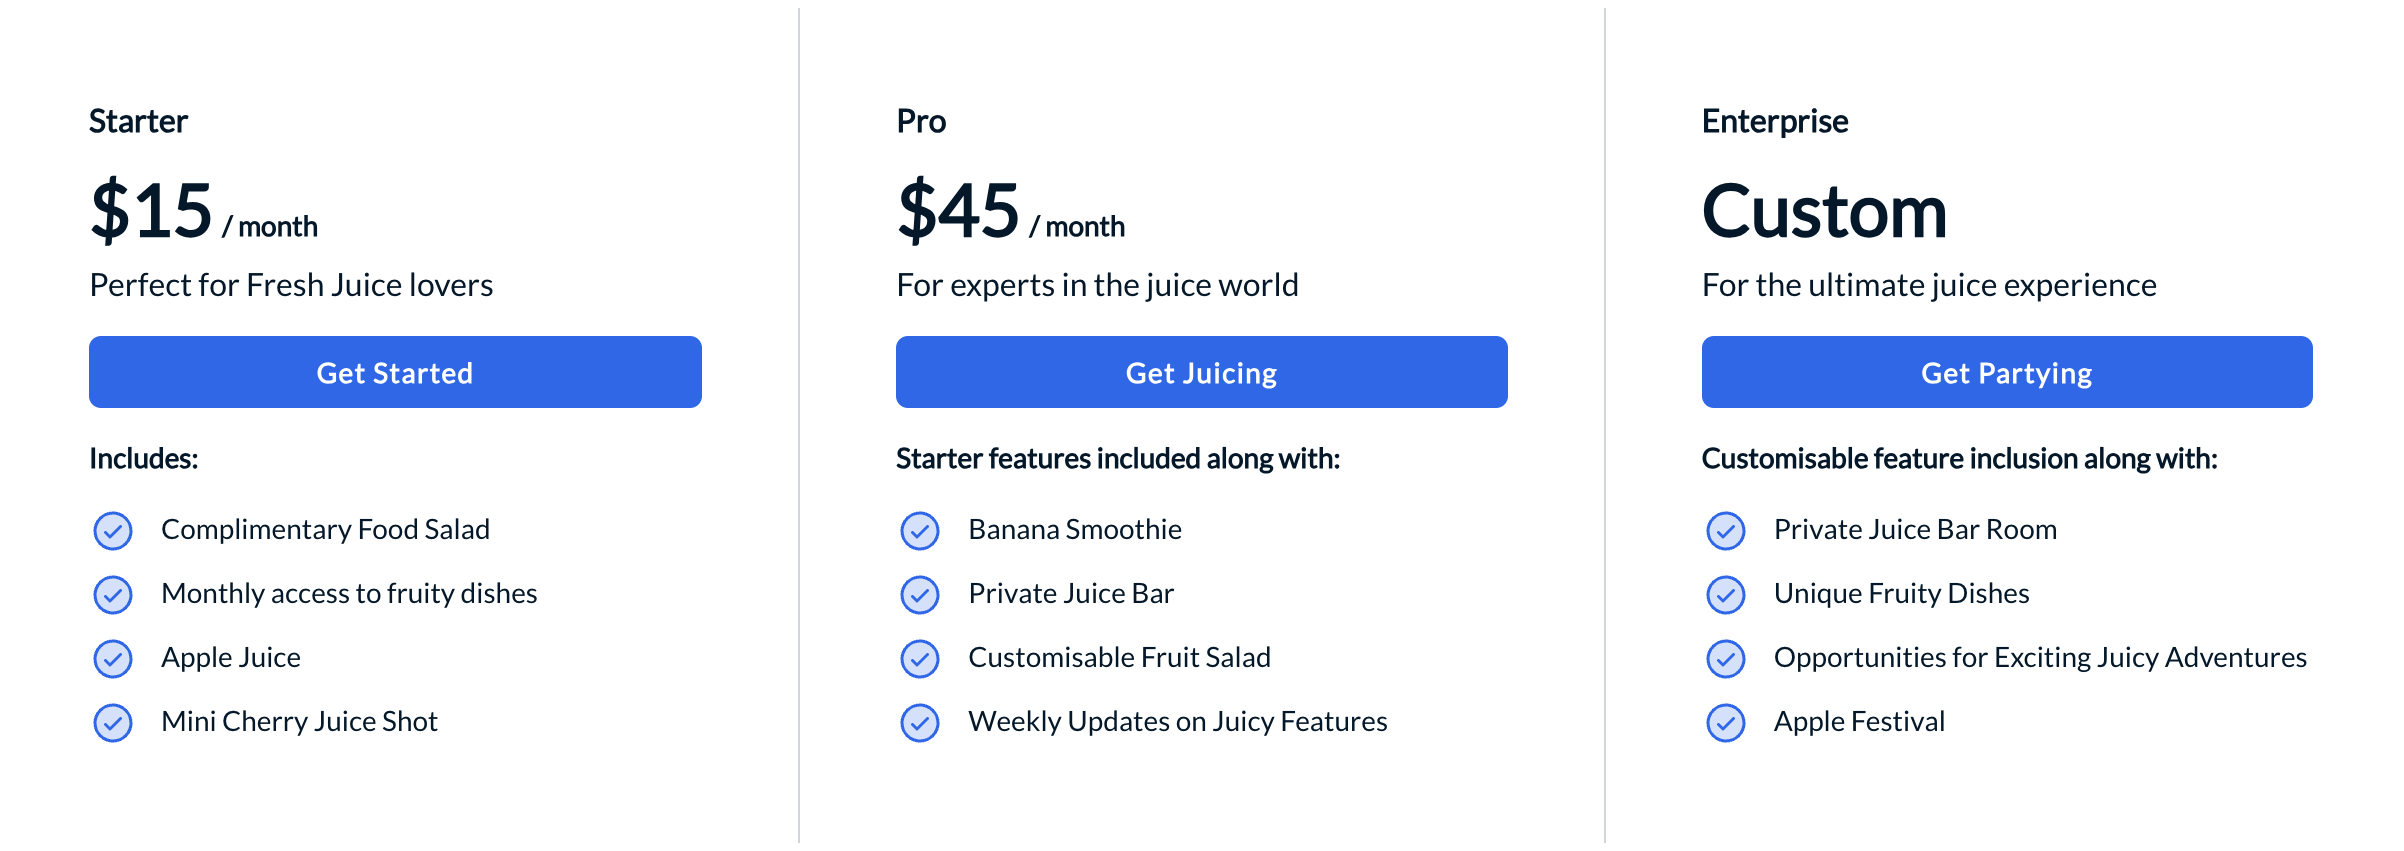 Starter
$15 / month
Perfect for Fresh Juice lovers
Get Started
Includes:
Complimentary Food Salad
Monthly access to fruity dishes
Apple Juice
Mini Cherry Juice Shot
Pro
$45 / month
For experts in the juice world
Get Juicing
Starter features included along with:
Banana Smoothie
Private Juice Bar
Customisable Fruit Salad
Weekly Updates on Juicy Features
Enterprise
Custom
For the ultimate juice experience
Get Partying
Customisable feature inclusion along with:
Private Juice Bar Room
Unique Fruity Dishes
Opportunities for Exciting Juicy Adventures
Apple Festival